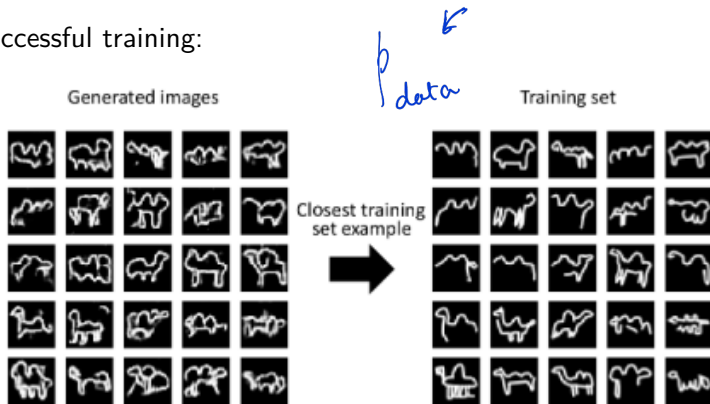 ccessful training:
p data
Generated images
Training set
Closest training
set example